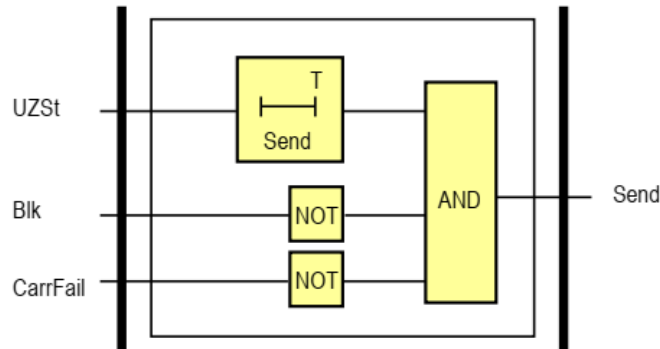 UZSt
T
Send
Blk
NOT
AND
Send
CarrFail
NOT